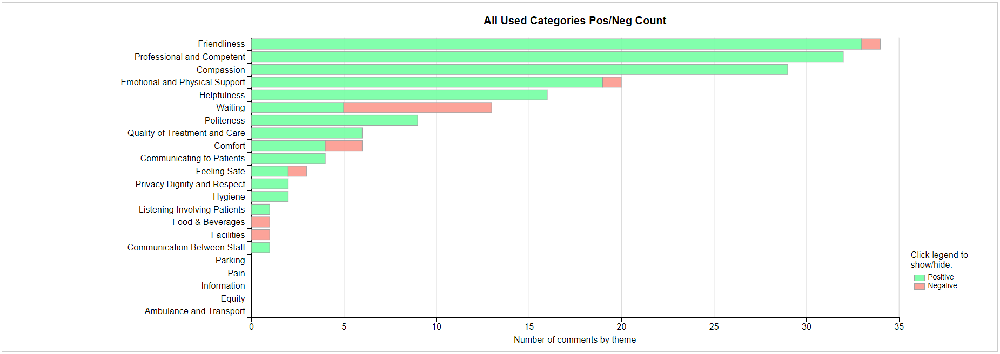 All Used Categories Pos/Neg Count
Friendliness
Professional and Competent
Compassion
Emotional and Physical Support
Helpfulness
Waiting
Politeness
Quality of Treatment and Care
Comfort
Communicating to Patients
Feeling Safe
Privacy Dignity and Respect
Hygiene
Listening Involving Patients
Food & Beverages
Facilities
Communication Between Staff
Parking
Pain
Information
Equity
Ambulance and Transport
0 5 10 15 20 25 30 35
Number of comments by theme
Click legend to
show/hide:
Positive
Negative